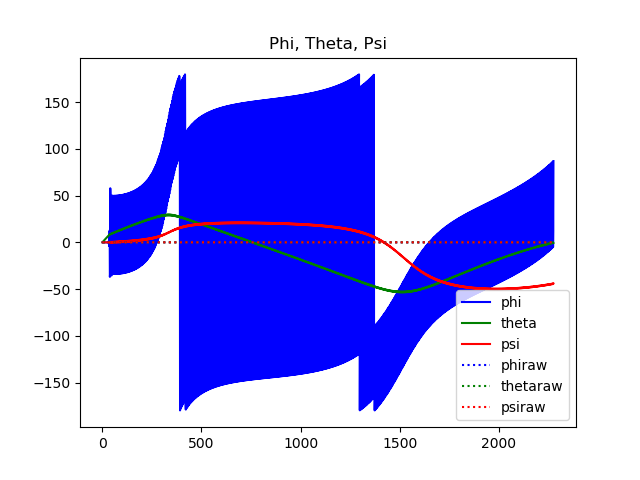 Phi, Theta, Psi
150
100
50
0
−50
−100
−150
0
500
1000
1500
2000
phi
theta
psi
phiraw
thetaraw
psiraw